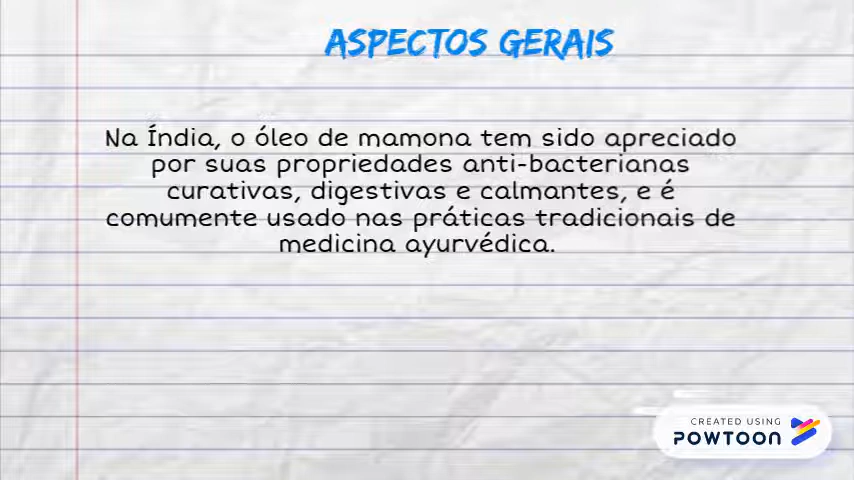 ASPECTOS GERAIS
Na Índia, o óleo de mamona tem sido apreciado
por suas propriedades anti-bacterianas
curativas, digestivas e calmantes, e é
comumente usado nas práticas tradicionais de
medicina ayurvédica.
CREATED USING
POWTOON